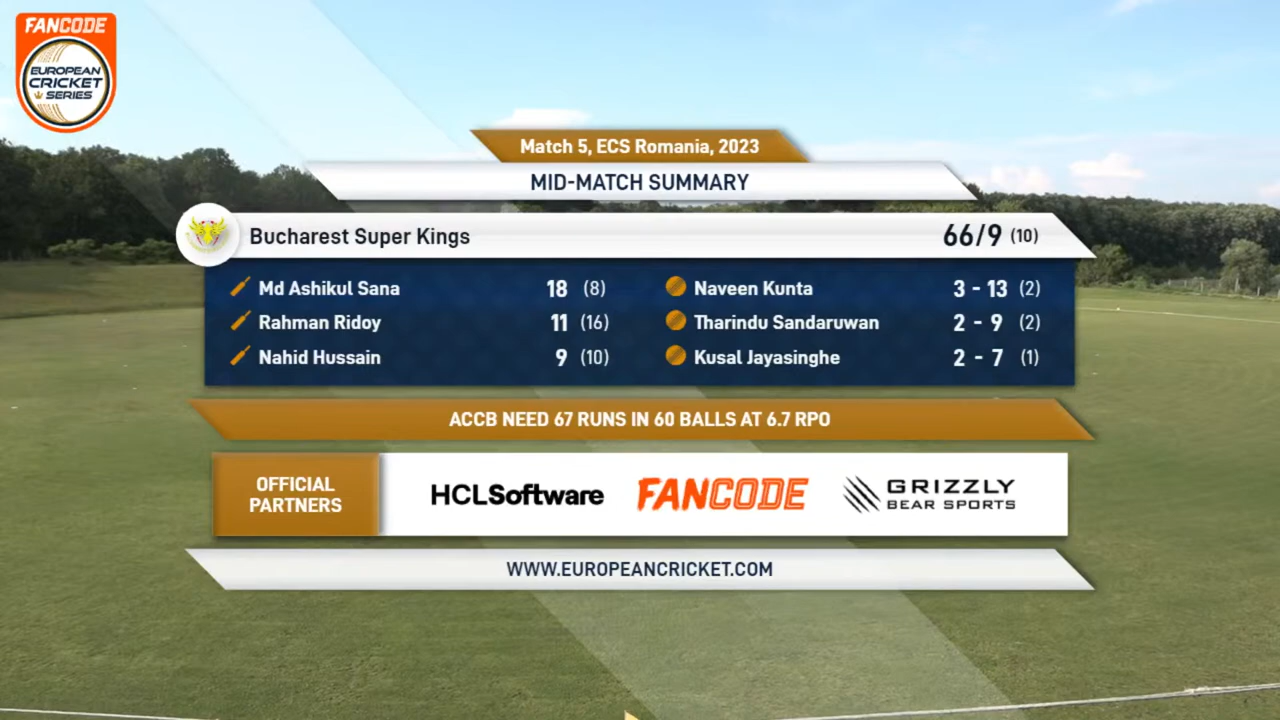 FANCODE
EUROPEAN
CRICKET
SERIES
Match 5, ECS Romania, 2023
MID-MATCH SUMMARY
Bucharest Super Kings 66/9 (10)
Md Ashikul Sana 18 (8) Naveen Kunta 3 - 13 (2)
Rahman Ridoy 11 (16) Tharindu Sandaruwan 2 - 9 (2)
Nahid Hussain 9 (10) Kusal Jayasinghe 2 - 7 (1)
ACCB NEED 67 RUNS IN 60 BALLS AT 6.7 RPO
OFFICIAL
PARTNERS
HCLSoftware FANCODE GRIZZLY
BEAR SPORTS
WWW.EUROPEANCRICKET.COM